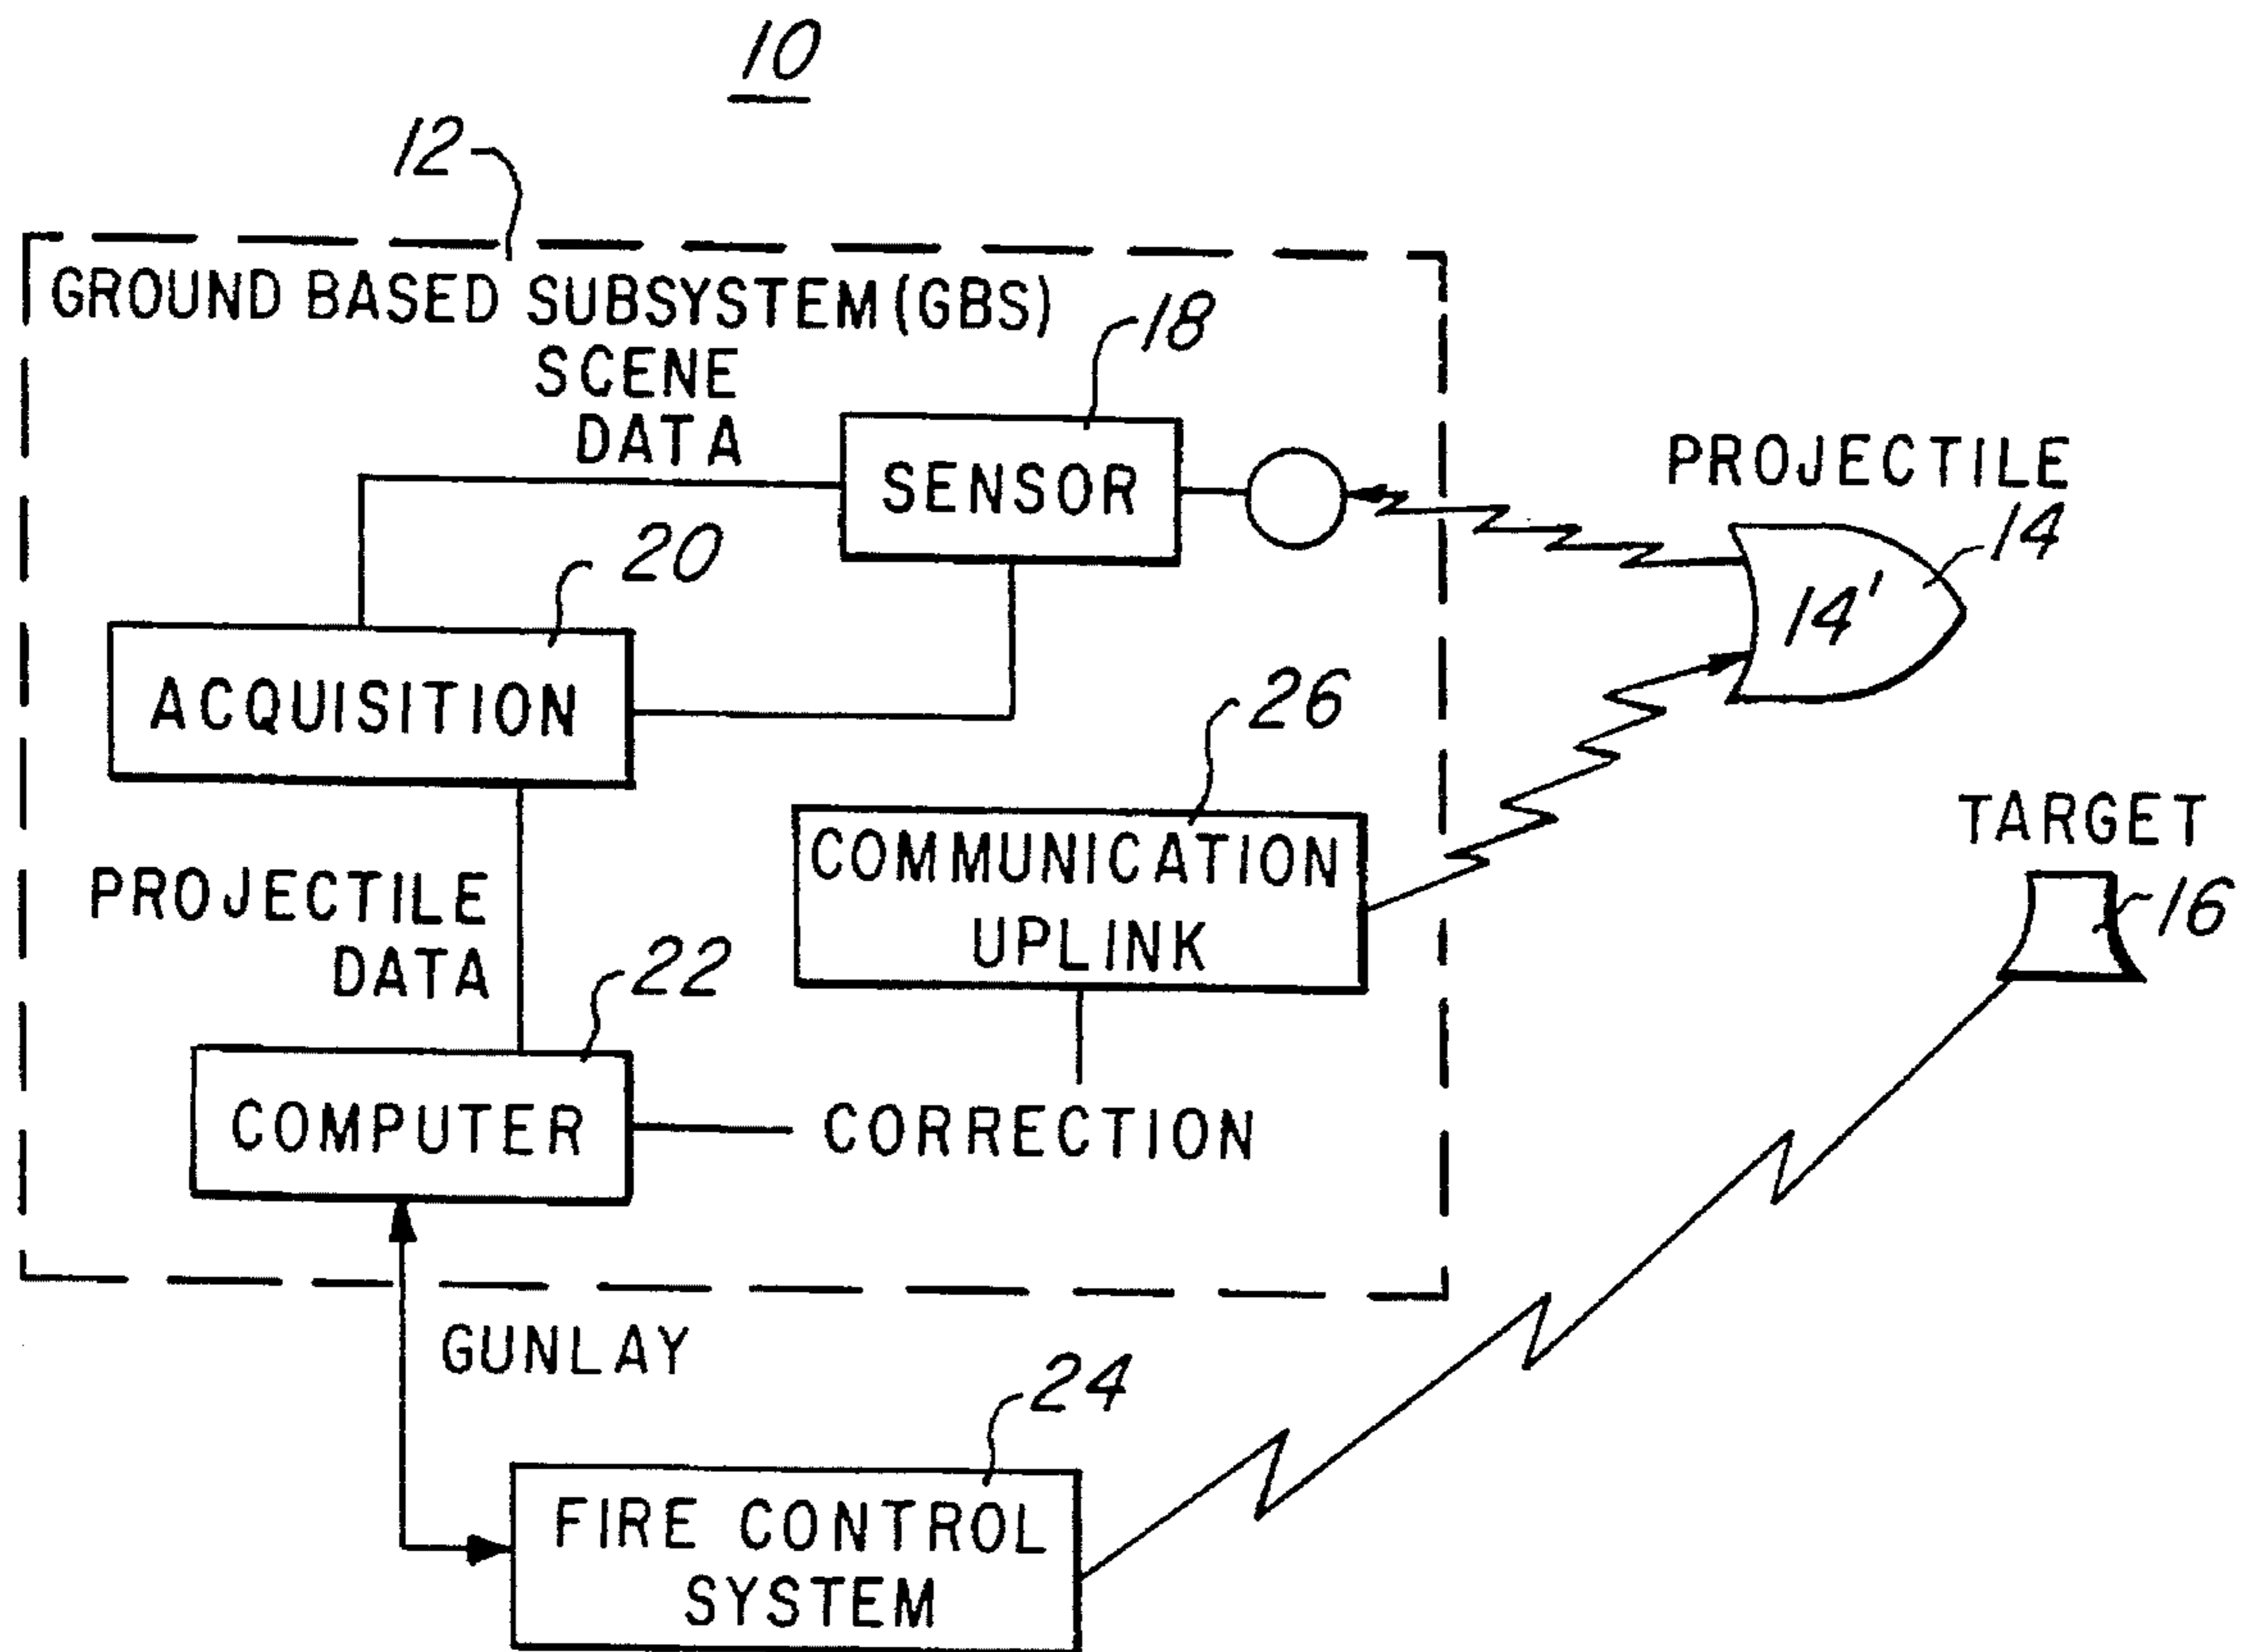 10
12
GROUND BASED SUBSYSTEM (GBS)
SCENE
DATA
18
SENSOR
PROJECTILE
14
14'
20
ACQUISITION
26
COMMUNICATION
UPLINK
TARGET
16
PROJECTILE
DATA
22
COMPUTER
CORRECTION
GUNLAY
24
FIRE CONTROL
SYSTEM